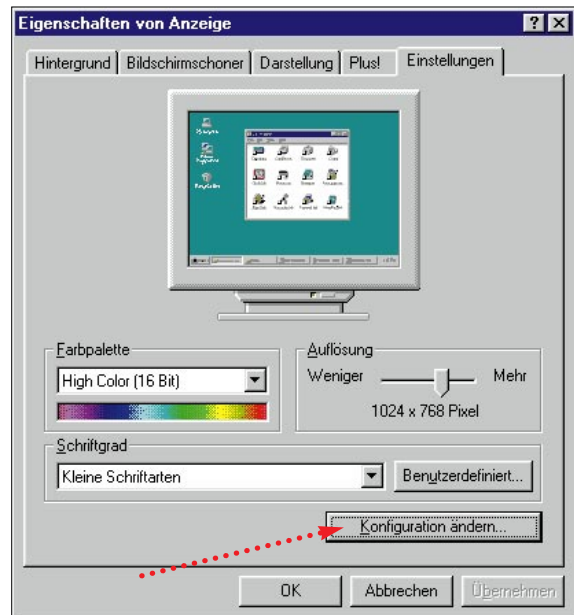 Eigenschaften von Anzeige
Hintergrund Bildschirmschoner Darstellung Plus! Einstellungen
Farbpalette
High Color (16 Bit)
Auflösung
Weniger Mehr
1024 x 768 Pixel
Schriftgrad
Kleine Schriftarten Benutzerdefiniert...
Konfiguration ändern...
OK Abbrechen Übernehmen